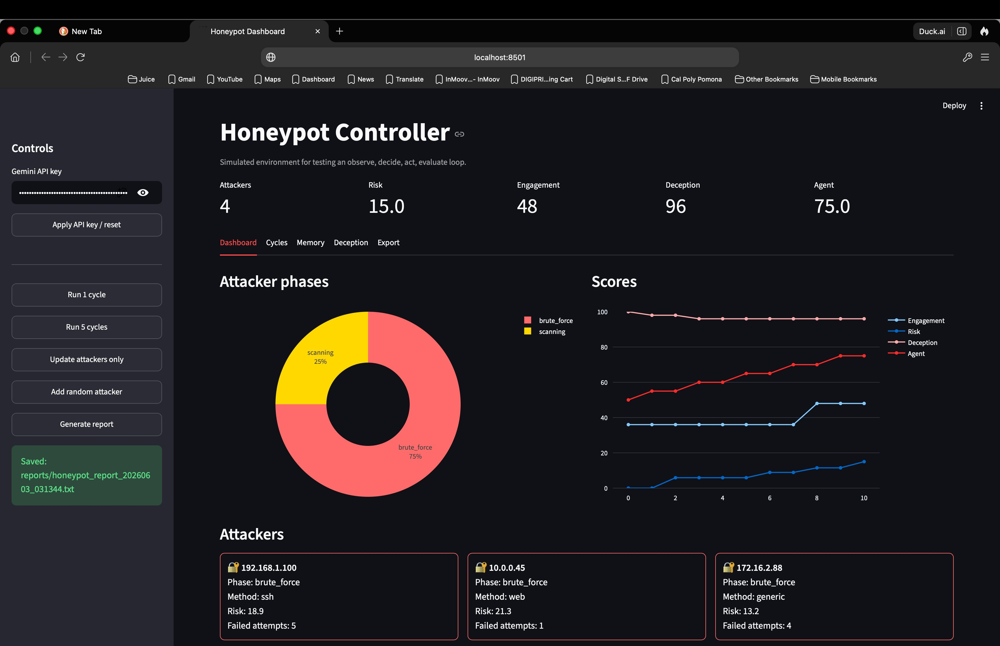 New Tab
Honeypot Dashboard
Duck.ai
localhost:8501
Juice
Gmail
YouTube
Maps
Dashboard
News
Translate
InMoov...- InMoov
DIGIPRI...ing Cart
Digital S...F Drive
Cal Poly Pomona
Other Bookmarks
Mobile Bookmarks
Deploy
Controls
Gemini API key
Apply API key / reset
Run 1 cycle
Run 5 cycles
Update attackers only
Add random attacker
Generate report
Saved:
reports/honeypot_report_202606
03_031344.txt
Honeypot Controller
Simulated environment for testing an observe, decide, act, evaluate loop.
Attackers
4
Risk
15.0
Engagement
48
Deception
96
Agent
75.0
Dashboard
Cycles
Memory
Deception
Export
Attacker phases
scanning
25%
brute_force
75%
brute_force
scanning
Scores
100
80
60
40
20
0
0
2
4
6
8
10
Engagement
Risk
Deception
Agent
Attackers
192.168.1.100
Phase: brute_force
Method: ssh
Risk: 18.9
Failed attempts: 5
10.0.0.45
Phase: brute_force
Method: web
Risk: 21.3
Failed attempts: 1
172.16.2.88
Phase: brute_force
Method: generic
Risk: 13.2
Failed attempts: 4